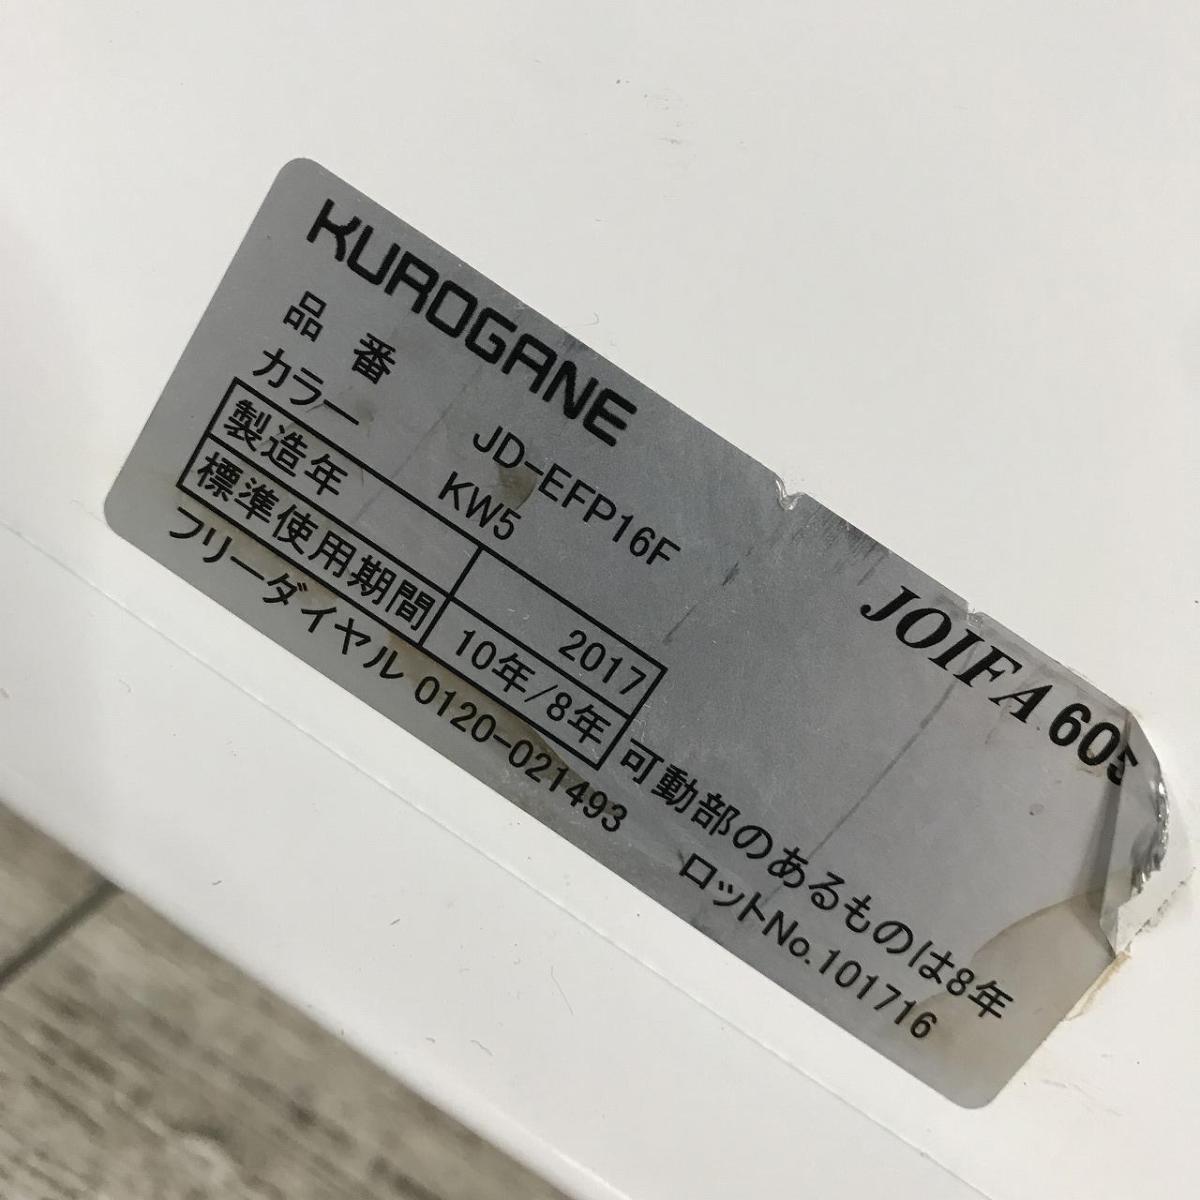 KUROGANE
品 番 JD-EFP16F
カラー KW5
JOIFA 605
製造年 2017
標準使用期間 10年/8年 可動部のあるものは8年
フリーダイヤル 0120-021493 ロットNo.101716